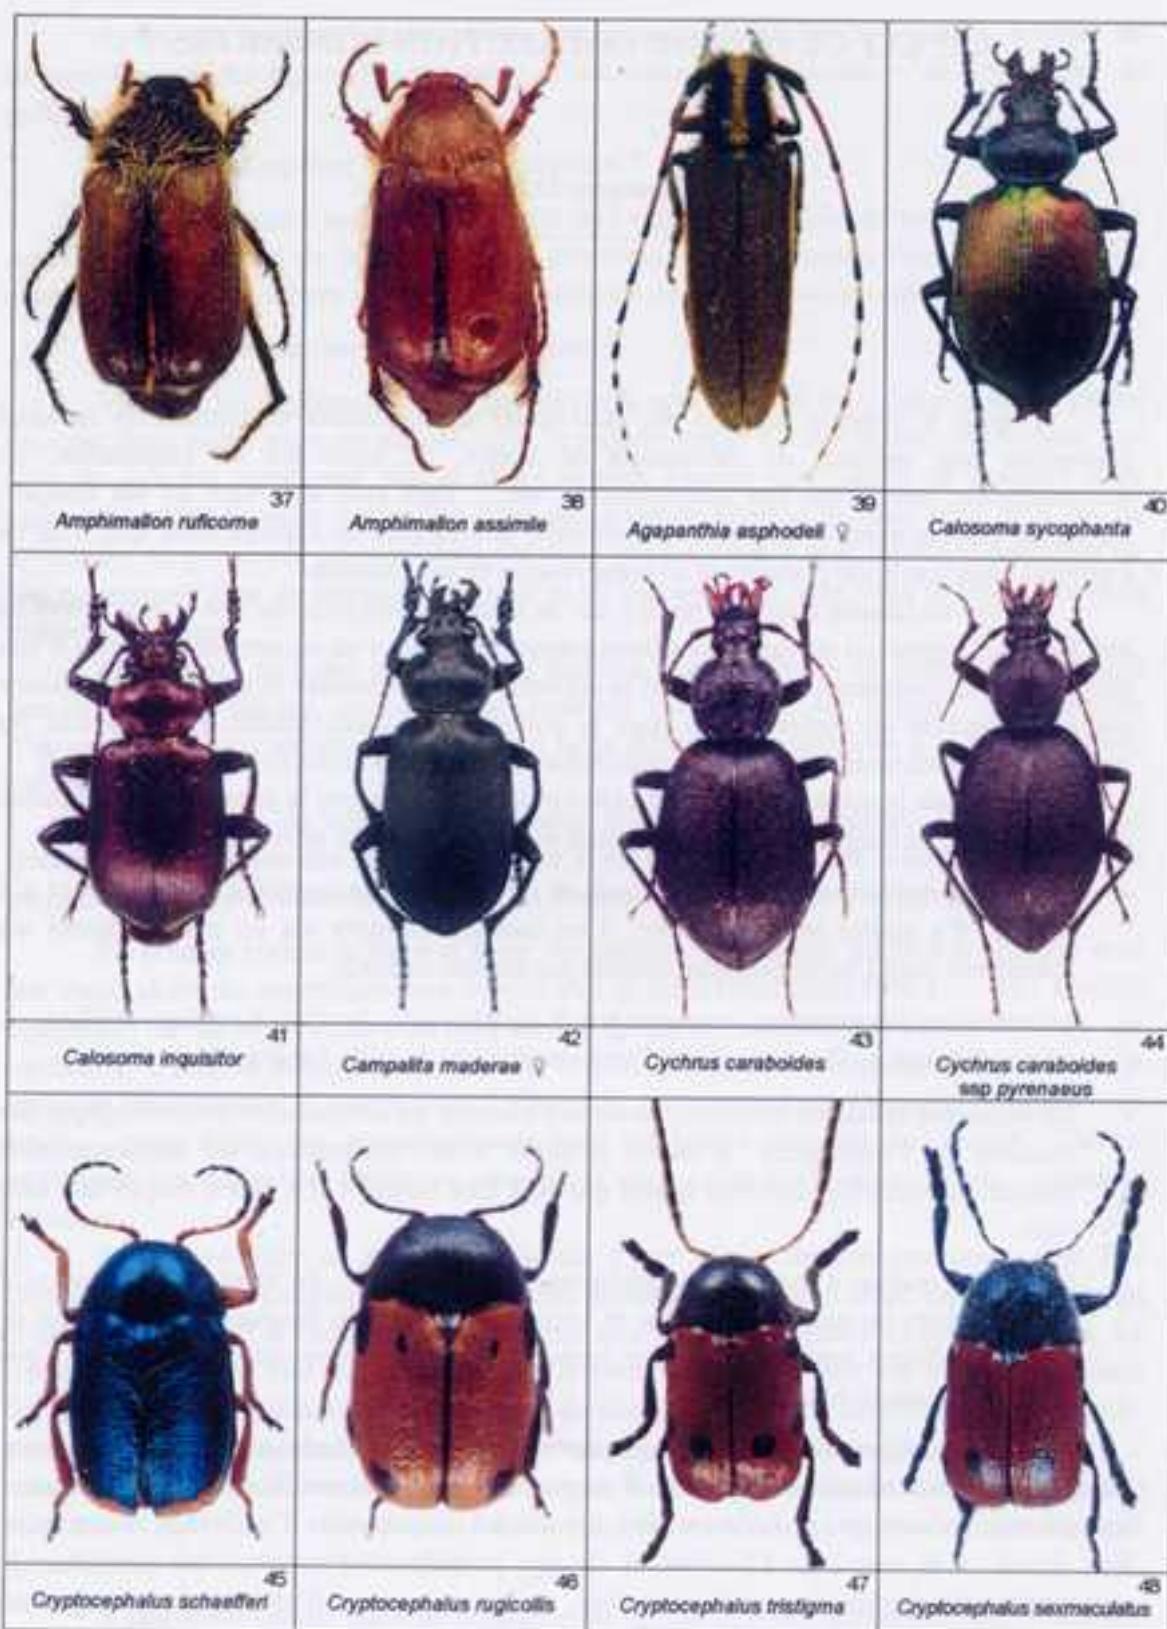 37
Amphimallon ruficorne
38
Amphimallon assimile
39
Agapanthia asphodeli ♀
40
Calosoma sycophanta
41
Calosoma inquisitor
42
Campalita maderae ♀
43
Cychrus caraboides
44
Cychrus caraboides
ssp pyrenaeus
45
Cryptocephalus schaefferi
46
Cryptocephalus rugicollis
47
Cryptocephalus tristigma
48
Cryptocephalus sexmaculatus